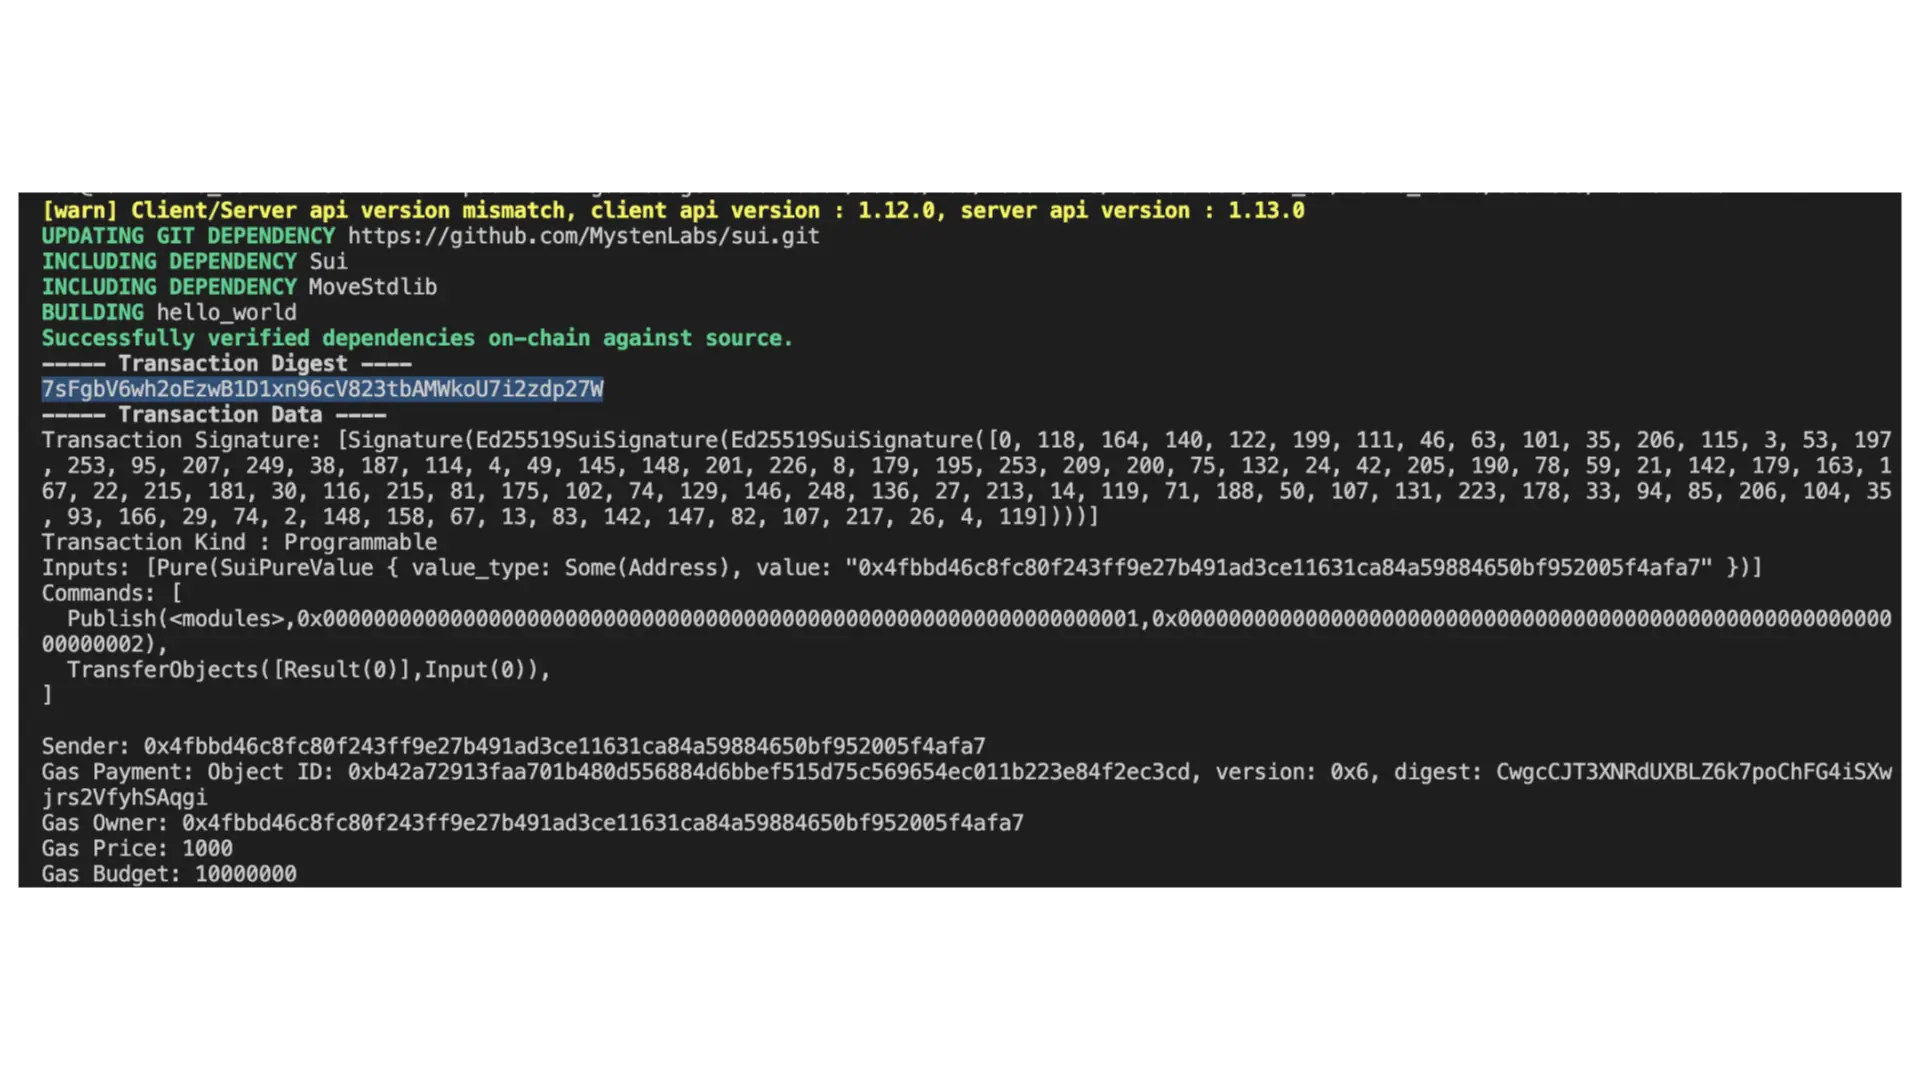 [warn] Client/Server api version mismatch, client api version : 1.12.0, server api version : 1.13.0
UPDATING GIT DEPENDENCY https://github.com/MystenLabs/sui.git
INCLUDING DEPENDENCY Sui
INCLUDING DEPENDENCY MoveStdlib
BUILDING hello_world
Successfully verified dependencies on-chain against source.
----- Transaction Digest ----
7sFgbV6wh2oEzwB1D1xn96cV823tbAMWkoU7i2zdp27W
----- Transaction Data ----
Transaction Signature: [Signature(Ed25519SuiSignature(Ed25519SuiSignature([0, 118, 164, 140, 122, 199, 111, 46, 63, 101, 35, 206, 115, 3, 53, 197
, 253, 95, 207, 249, 38, 187, 114, 4, 49, 145, 148, 201, 226, 8, 179, 195, 253, 209, 200, 75, 132, 24, 42, 205, 190, 78, 59, 21, 142, 179, 163, 1
67, 22, 215, 181, 30, 116, 215, 81, 175, 102, 74, 129, 146, 248, 136, 27, 213, 14, 119, 71, 188, 50, 107, 131, 223, 178, 33, 94, 85, 206, 104, 35
, 93, 166, 29, 74, 2, 148, 158, 67, 13, 83, 142, 147, 82, 107, 217, 26, 4, 119]))))]
Transaction Kind : Programmable
Inputs: [Pure(SuiPureValue { value_type: Some(Address), value: "0x4fbbd46c8fc80f243ff9e27b491ad3ce11631ca84a59884650bf952005f4afa7" })]
Commands: [
Publish(<modules>,0x0000000000000000000000000000000000000000000000000000000000000001,0x00000000000000000000000000000000000000000000000000000000
00000002),
TransferObjects([Result(0)],Input(0)),
]
Sender: 0x4fbbd46c8fc80f243ff9e27b491ad3ce11631ca84a59884650bf952005f4afa7
Gas Payment: Object ID: 0xb42a72913faa701b480d556884d6bbef515d75c569654ec011b223e84f2ec3cd, version: 0x6, digest: CwgcCJT3XNRdUXBLZ6k7poChFG4iSXw
jrs2VfyhSAqgi
Gas Owner: 0x4fbbd46c8fc80f243ff9e27b491ad3ce11631ca84a59884650bf952005f4afa7
Gas Price: 1000
Gas Budget: 10000000